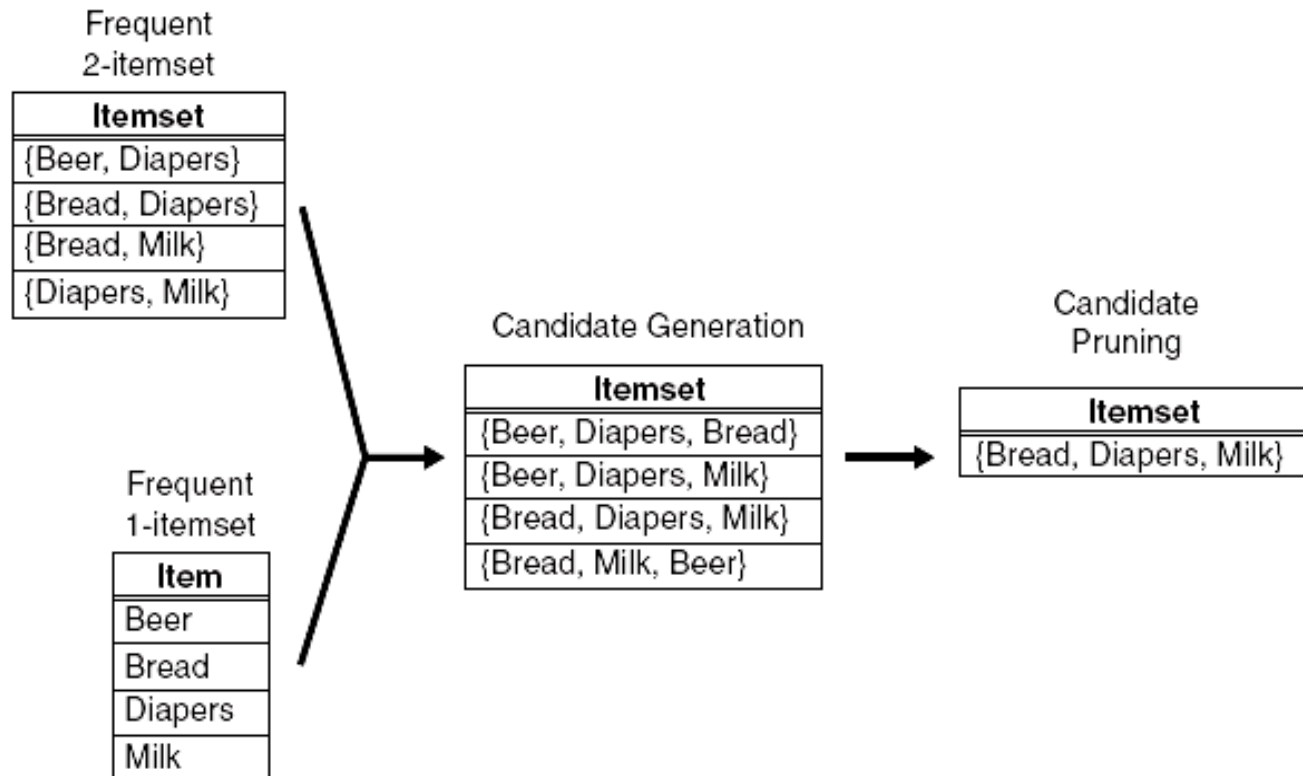 Frequent
2-itemset
Itemset
{Beer, Diapers}
{Bread, Diapers}
{Bread, Milk}
{Diapers, Milk}
Frequent
1-itemset
Item
Beer
Bread
Diapers
Milk
Candidate Generation
Itemset
{Beer, Diapers, Bread}
{Beer, Diapers, Milk}
{Bread, Diapers, Milk}
{Bread, Milk, Beer}
Candidate
Pruning
Itemset
{Bread, Diapers, Milk}